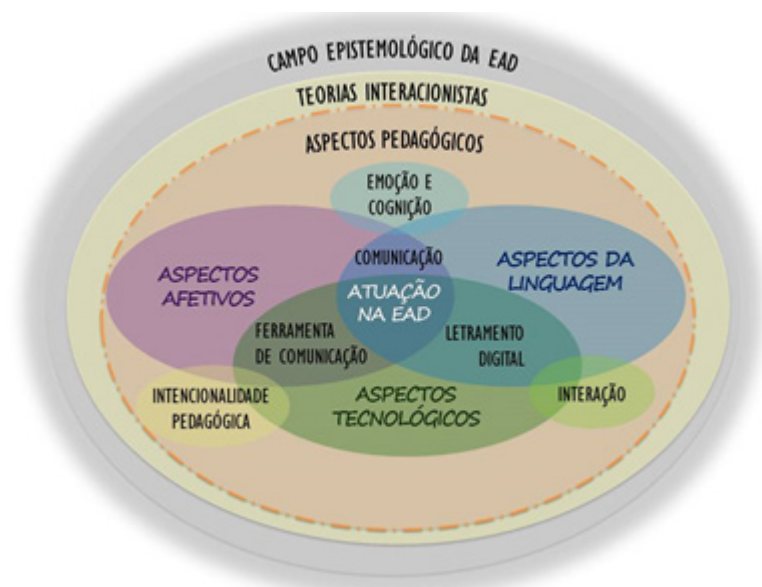 CAMPO EPISTEMOLÓGICO DA EAD
TEORIAS INTERACIONISTAS
ASPECTOS PEDAGÓGICOS
EMOÇÃO E
COGNIÇÃO
COMUNICAÇÃO
ASPECTOS
AFETIVOS
ASPECTOS DA
LINGUAGEM
ATUAÇÃO
NA EAD
FERRAMENTA
DE COMUNICAÇÃO
LETRAMENTO
DIGITAL
INTENCIONALIDADE
PEDAGÓGICA
ASPECTOS
TECNOLÓGICOS
INTERAÇÃO